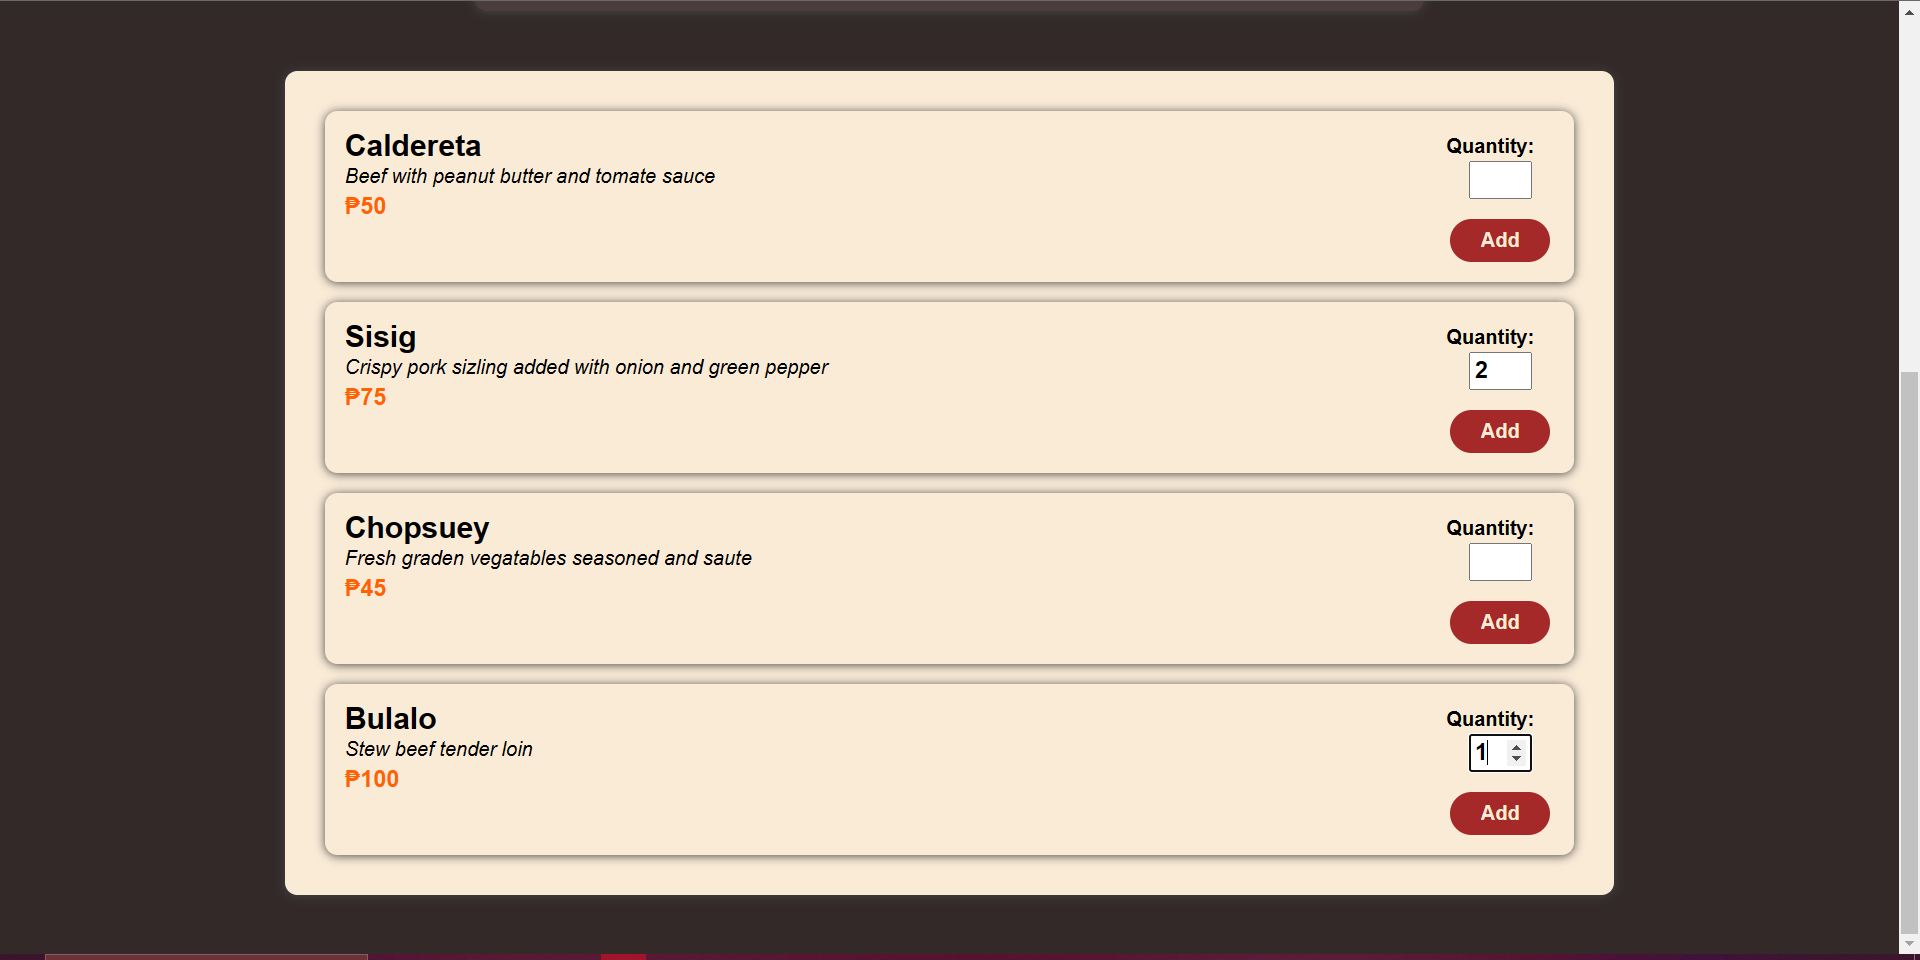 Caldereta
Quantity:
Beef with peanut butter and tomate sauce
₱50
Add
Sisig
Quantity:
Crispy pork sizling added with onion and green pepper
2
₱75
Add
Chopsuey
Quantity:
Fresh graden vegatables seasoned and saute
₱45
Add
Bulalo
Quantity:
Stew beef tender loin
1
₱100
Add